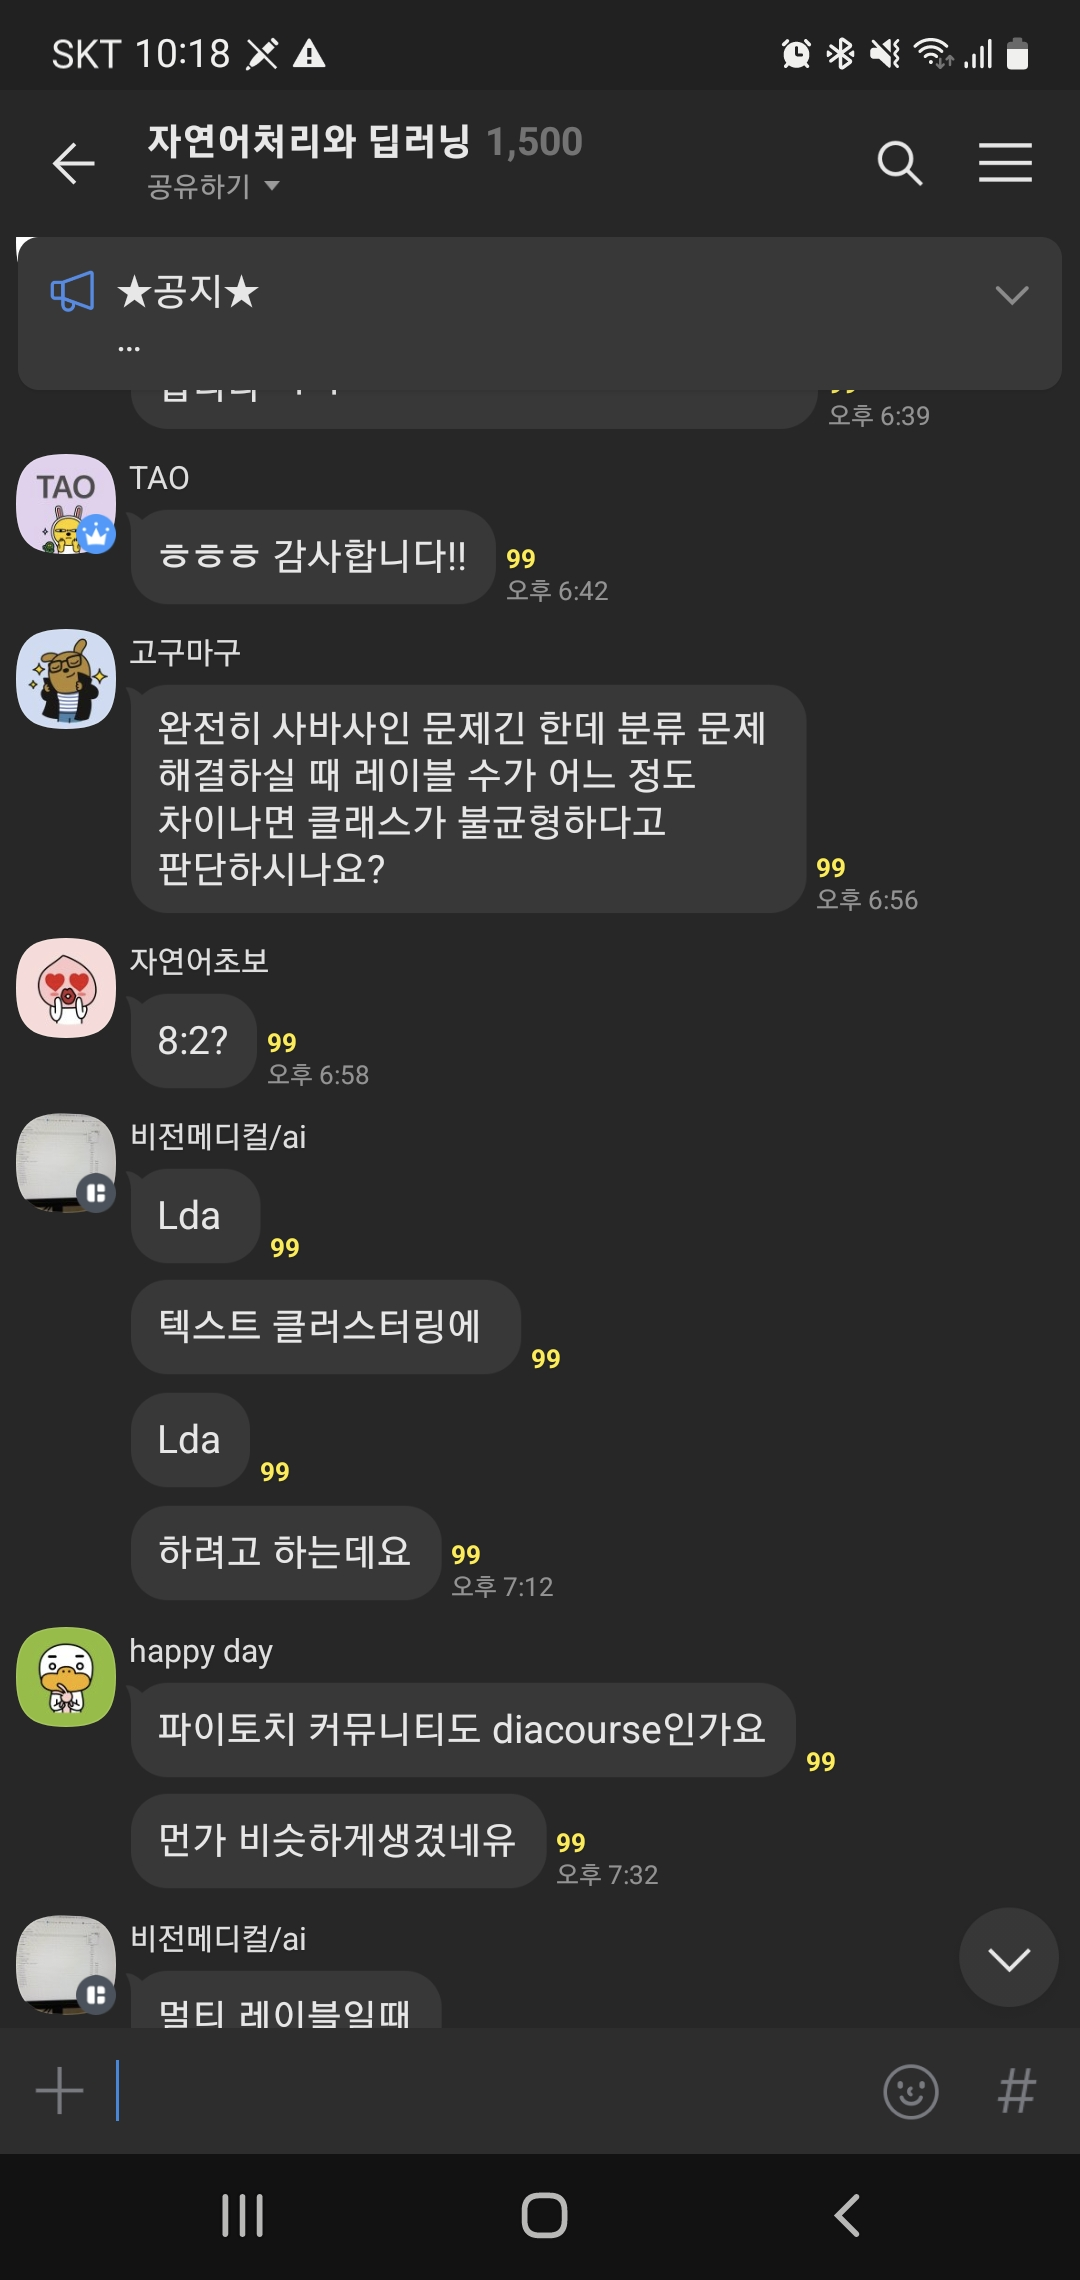 SKT 10:18
자연어처리와 딥러닝 1,500
공유하기
★공지★
...
오후 6:39
TAO
TAO
ㅎㅎㅎ 감사합니다!!
99
오후 6:42
고구마구
완전히 사바사인 문제긴 한데 분류 문제
해결하실 때 레이블 수가 어느 정도
차이나면 클래스가 불균형하다고
판단하시나요?
99
오후 6:56
자연어초보
8:2?
99
오후 6:58
비전메디컬/ai
Lda
99
텍스트 클러스터링에
99
Lda
99
하려고 하는데요
99
오후 7:12
happy day
파이토치 커뮤니티도 diacourse인가요
99
먼가 비슷하게생겼네유
99
오후 7:32
비전메디컬/ai
멀티 레이블일때
#